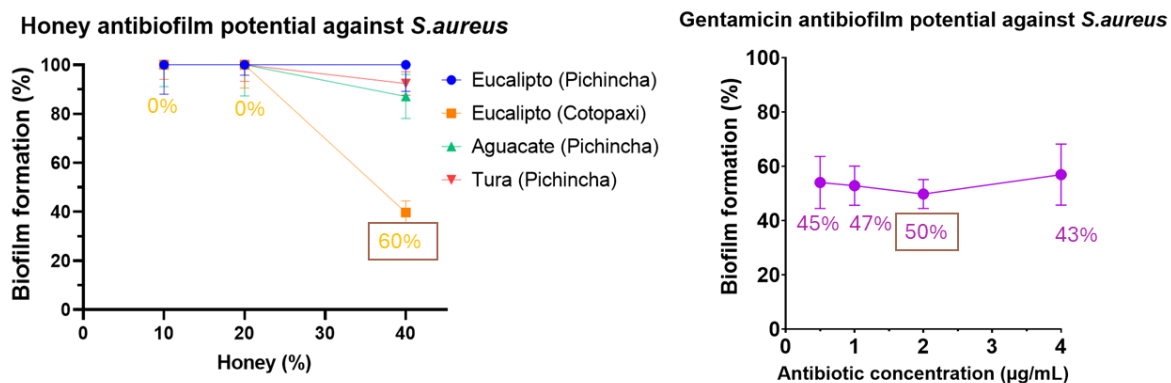 Honey antibiofilm potential against S.aureus
Biofilm formation (%)
100
80
60
40
20
0
0%
0%
60%
0
10
20
30
40
Honey (%)
Eucalipto (Pichincha)
Eucalipto (Cotopaxi)
Aguacate (Pichincha)
Tura (Pichincha)
Gentamicin antibiofilm potential against S.aureus
Biofilm formation (%)
100
80
60
40
20
0
45%
47%
50%
43%
1
2
3
4
Antibiotic concentration (µg/mL)